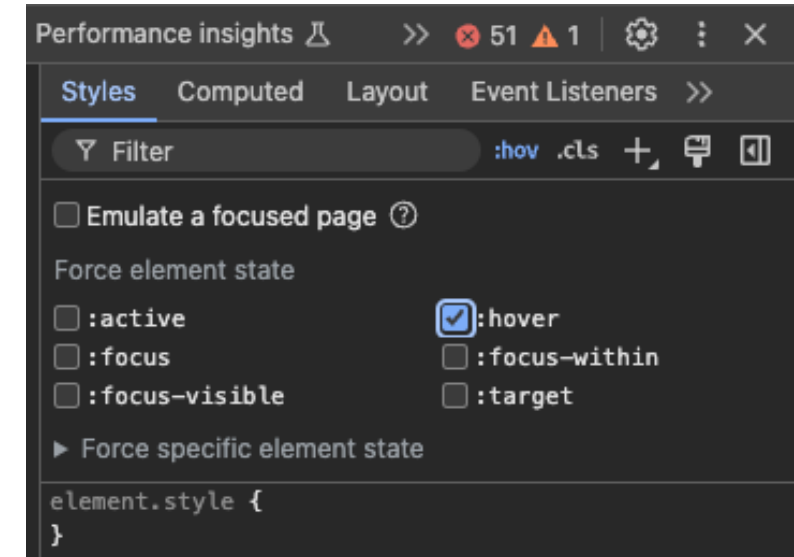 Performance insights 51 1
Styles Computed Layout Event Listeners
Filter :hov .cls
Emulate a focused page ?
Force element state
:active :hover
:focus :focus-within
:focus-visible :target
Force specific element state
element.style {
}